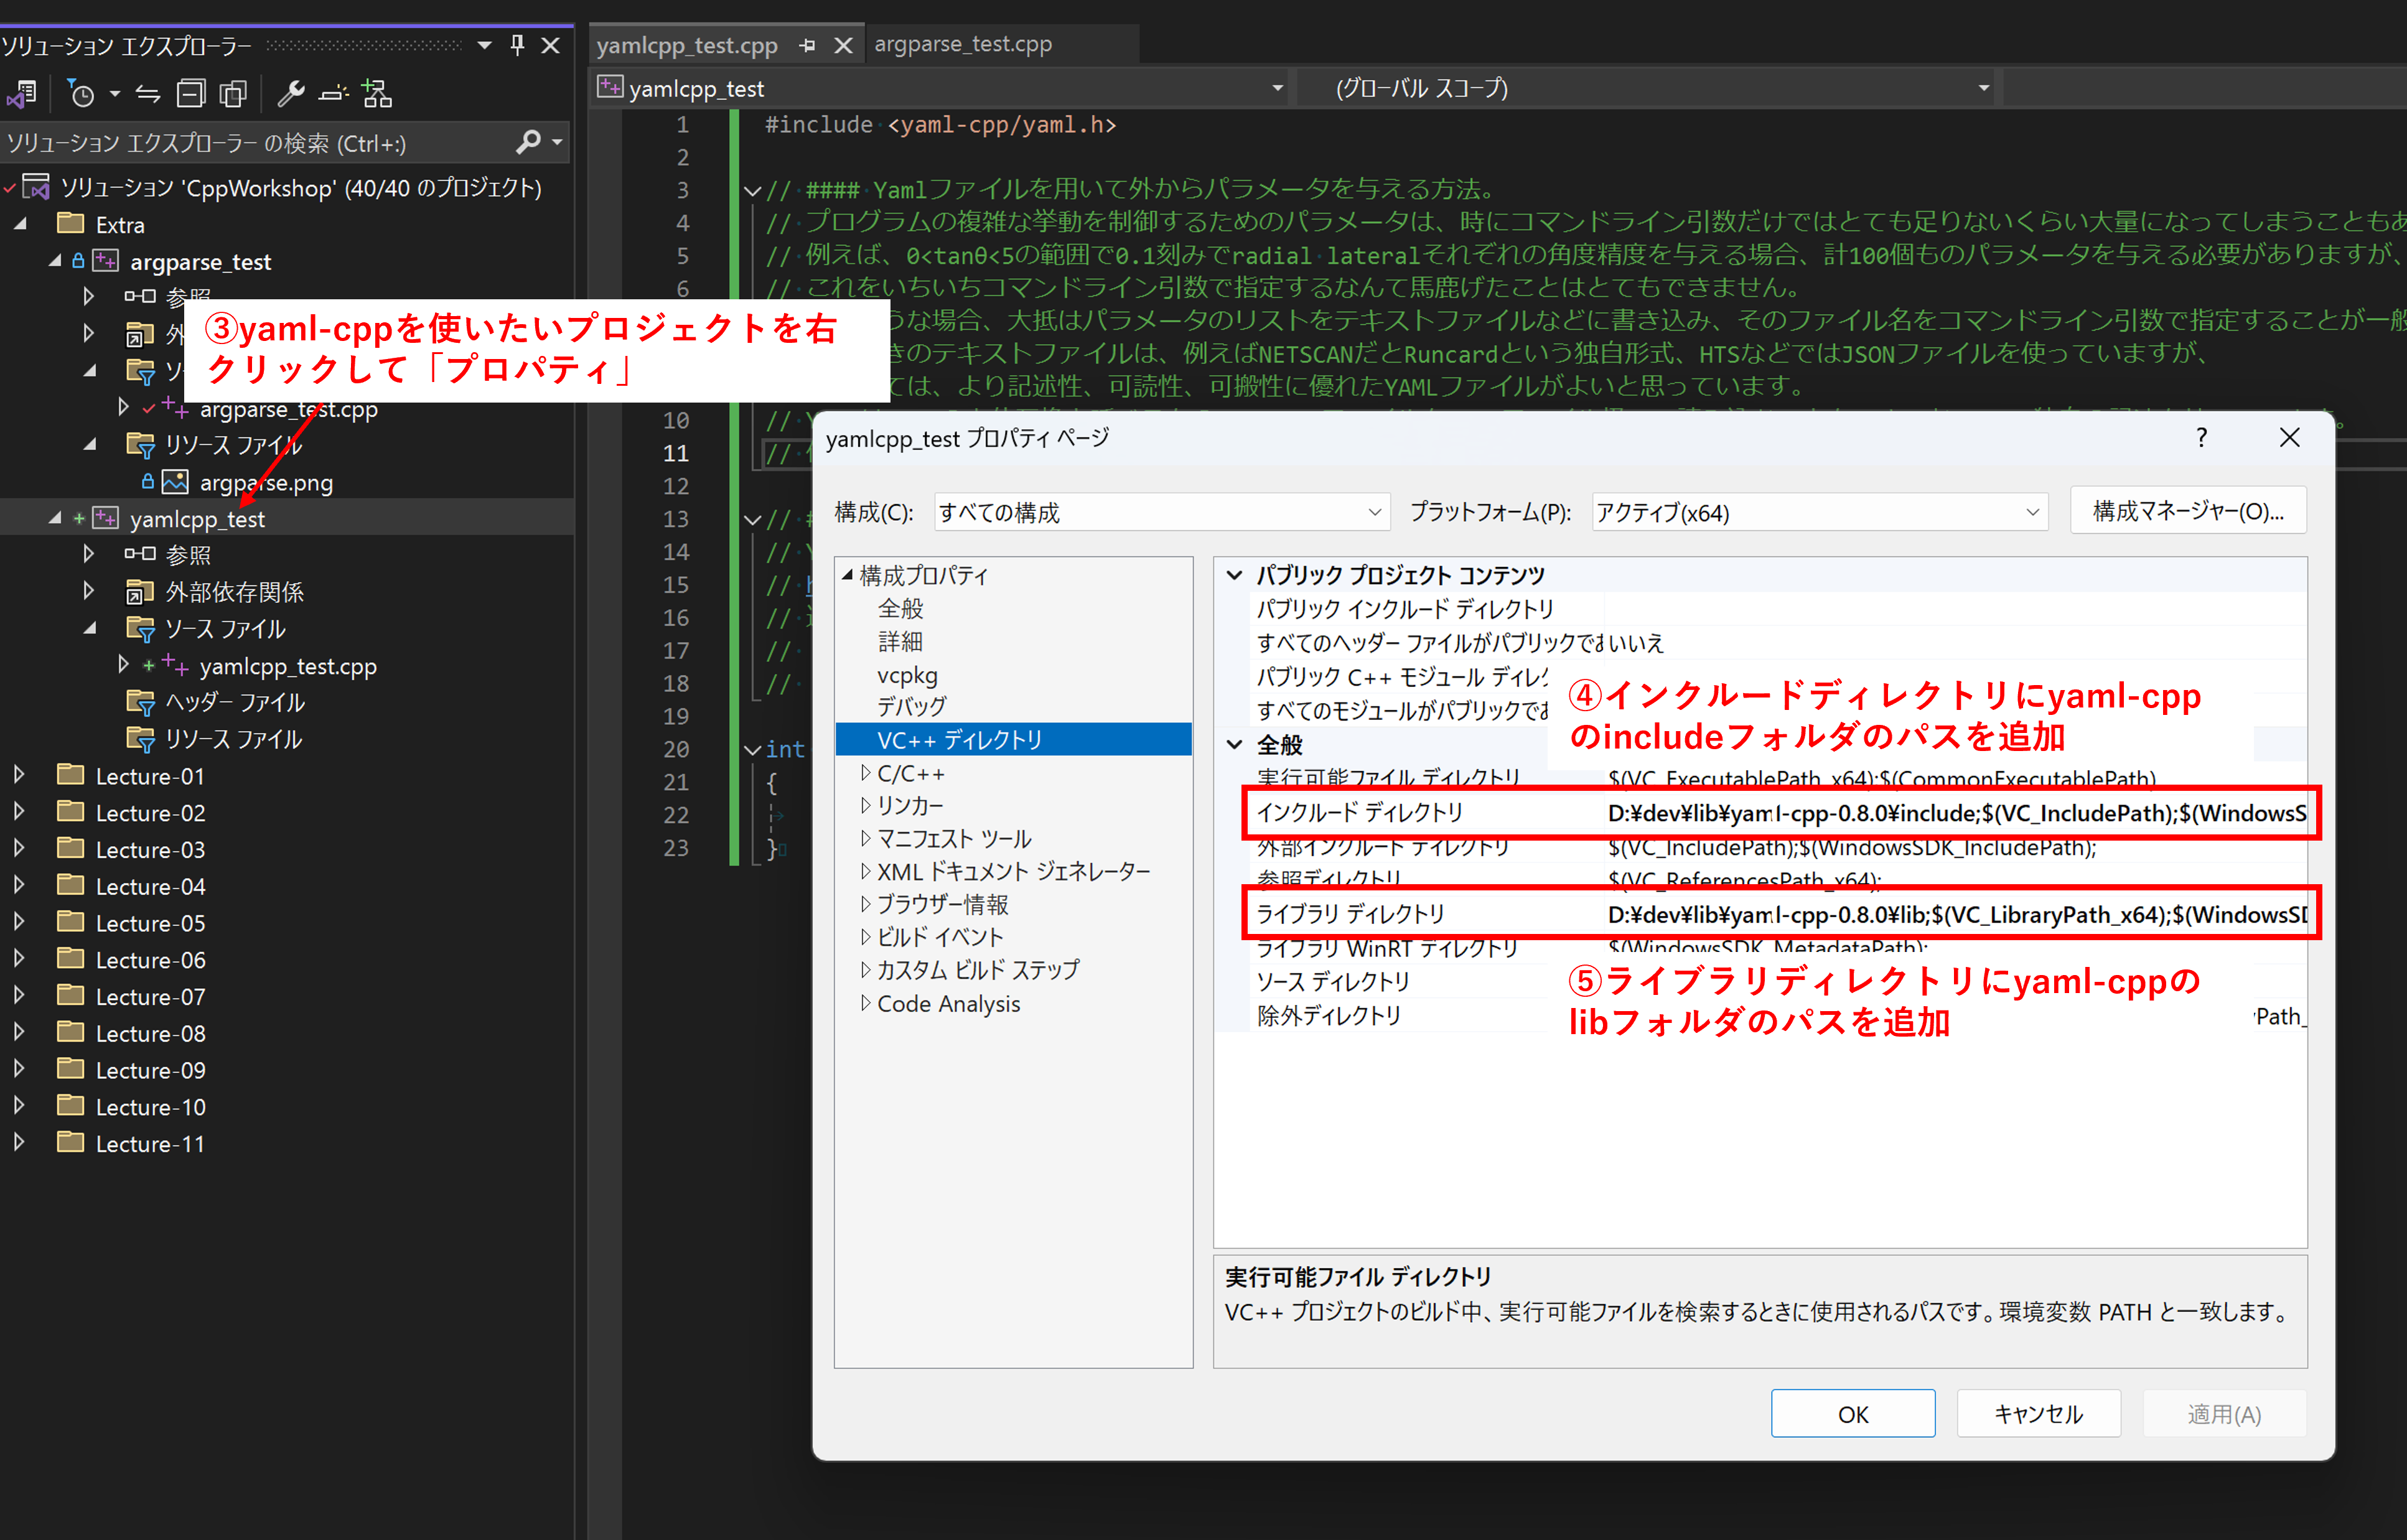 ソリューション エクスプローラー
ソリューション エクスプローラー の検索 (Ctrl+:)
ソリューション 'CppWorkshop' (40/40 のプロジェクト)
Extra
argparse_test
参照
外
ソ
argparse_test.cpp
リソース ファイル
argparse.png
yamlcpp_test
参照
外部依存関係
ソース ファイル
yamlcpp_test.cpp
ヘッダー ファイル
リソース ファイル
Lecture-01
Lecture-02
Lecture-03
Lecture-04
Lecture-05
Lecture-06
Lecture-07
Lecture-08
Lecture-09
Lecture-10
Lecture-11
③yaml-cppを使いたいプロジェクトを右
クリックして「プロパティ」
yamlcpp_test.cpp argparse_test.cpp
yamlcpp_test (グローバル スコープ)
1 #include <yaml-cpp/yaml.h>
2
3 // #### Yamlファイルを用いて外からパラメータを与える方法。
4 // プログラムの複雑な挙動を制御するためのパラメータは、時にコマンドライン引数だけではとても足りないくらい大量になってしまうこともあ
5 // 例えば、0<tanθ<5の範囲で0.1刻みでradial lateralそれぞれの角度精度を与える場合、計100個ものパラメータを与える必要がありますが、
6 // これをいちいちコマンドライン引数で指定するなんて馬鹿げたことはとてもできません。
うな場合、大抵はパラメータのリストをテキストファイルなどに書き込み、そのファイル名をコマンドライン引数で指定することが一般
きのテキストファイルは、例えばNETSCANだとRuncardという独自形式、HTSなどではJSONファイルを使っていますが、
ては、より記述性、可読性、可搬性に優れたYAMLファイルがよいと思っています。
10 //
11 //
12
13 // #
14 //
15 // h
16 //
17 //
18 //
19
20 int
21 {
22
23 }
yamlcpp_test プロパティ ページ
構成(C): すべての構成 プラットフォーム(P): アクティブ(x64) 構成マネージャー(O)...
構成プロパティ
全般
詳細
vcpkg
デバッグ
VC++ ディレクトリ
C/C++
リンカー
マニフェスト ツール
XML ドキュメント ジェネレーター
ブラウザー情報
ビルド イベント
カスタム ビルド ステップ
Code Analysis
パブリック プロジェクト コンテンツ
パブリック インクルード ディレクトリ
すべてのヘッダー ファイルがパブリックであ いいえ
パブリック C++ モジュール ディレク
すべてのモジュールがパブリックであ
④インクルードディレクトリにyaml-cpp
のincludeフォルダのパスを追加
全般
実行可能ファイル ディレクトリ $(VC_ExecutablePath_x64);$(CommonExecutablePath)
インクルード ディレクトリ D:¥dev¥lib¥yaml-cpp-0.8.0¥include;$(VC_IncludePath);$(WindowsS
外部インクルード ディレクトリ $(VC_IncludePath);$(WindowsSDK_IncludePath);
参照ディレクトリ $(VC_ReferencesPath_x64);
ライブラリ ディレクトリ D:¥dev¥lib¥yaml-cpp-0.8.0¥lib;$(VC_LibraryPath_x64);$(WindowsSD
ライブラリ WinRT ディレクトリ $(WindowsSDK_MetadataPath);
ソース ディレクトリ
除外ディレクトリ Path_
⑤ライブラリディレクトリにyaml-cppの
libフォルダのパスを追加
実行可能ファイル ディレクトリ
VC++ プロジェクトのビルド中、実行可能ファイルを検索するときに使用されるパスです。環境変数 PATH と一致します。
OK キャンセル 適用(A)